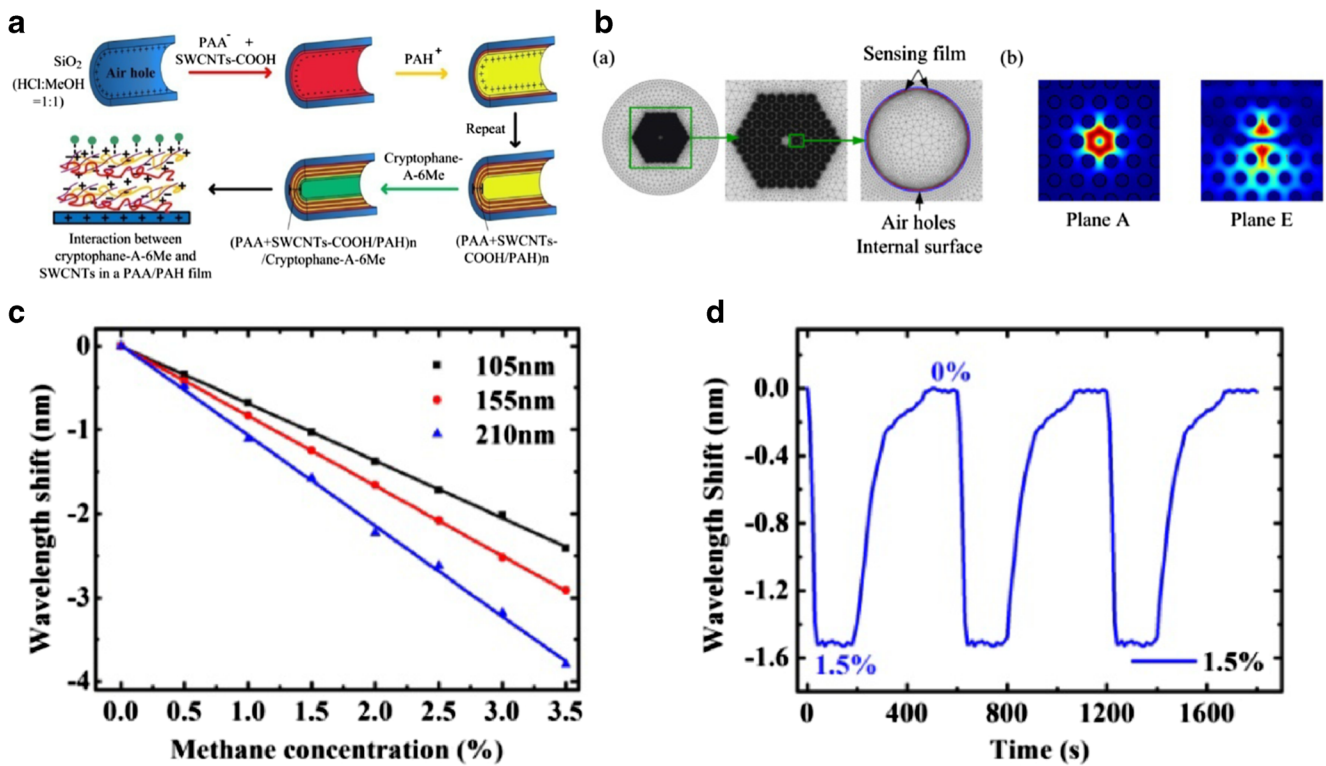 a
PAA⁻ +
SWCNTs-COOH
PAH⁺
SiO₂
(HCl:MeOH
=1:1)
Air hole
Repeat
Cryptophane-
A-6Me
Interaction between
cryptophane-A-6Me and
SWCNTs in a PAA/PAH film
(PAA+SWCNTs-COOH/PAH)n
/Cryptophane-A-6Me
(PAA+SWCNTs-
COOH/PAH)n
b
(a)
Sensing film
(b)
Air holes
Internal surface
Plane A
Plane E
c
Wavelength shift (nm)
0
-1
-2
-3
-4
105nm
155nm
210nm
0.0 0.5 1.0 1.5 2.0 2.5 3.0 3.5
Methane concentration (%)
d
Wavelength Shift (nm)
0.0
-0.4
-0.8
-1.2
-1.6
0%
1.5%
1.5%
0 400 800 1200 1600
Time (s)